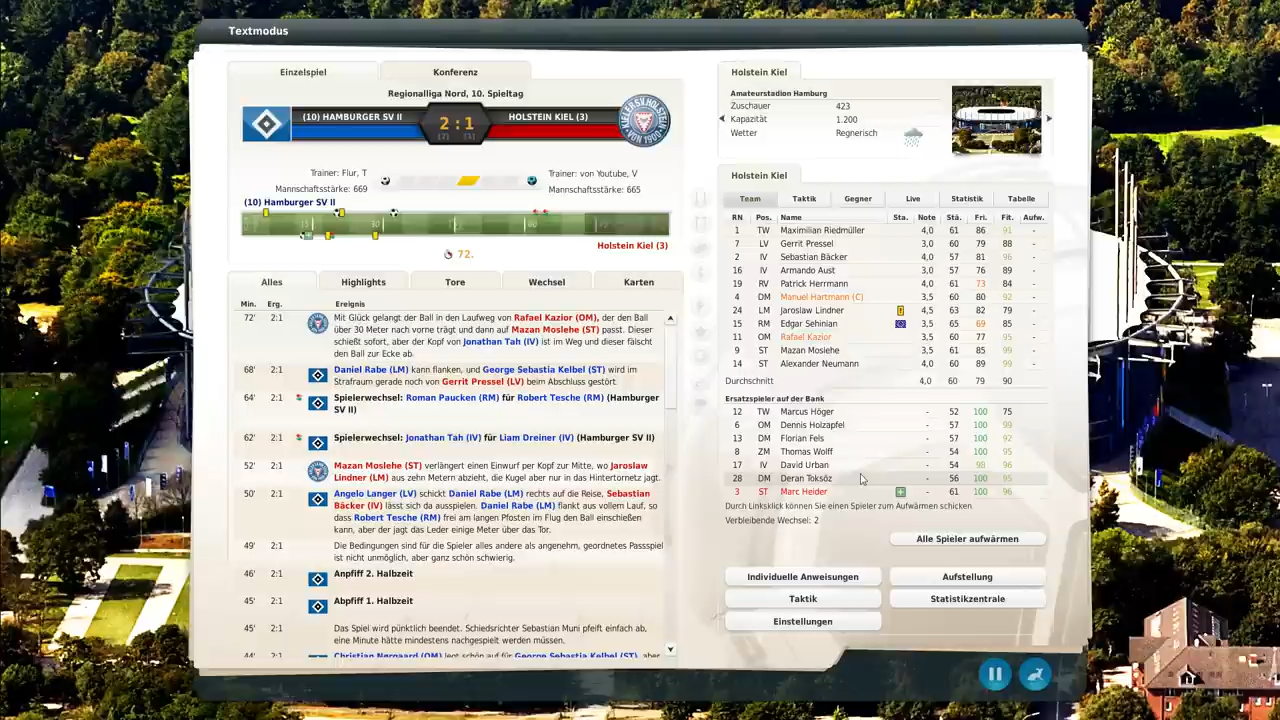 Textmodus
Einzelspiel
Konferenz
Regionalliga Nord, 10. Spieltag
(10) HAMBURGER SV II
2:1
HOLSTEIN KIEL (3)
Trainer: Flur, T
Mannschaftsstärke: 669
Trainer: von Youtube, V
Mannschaftsstärke: 665
(10) Hamburger SV II
Holstein Kiel (3)
72.
Alles
Highlights
Tore
Wechsel
Karten
Min. Erg. Ereignis
72' 2:1 Mit Glück gelangt der Ball in den Laufweg von Rafael Kazior (OM), der den Ball
über 30 Meter nach vorne trägt und dann auf Mazan Moslehe (ST) passt. Dieser
schießt sofort, aber der Kopf von Jonathan Tah (IV) ist im Weg und dieser fälscht
den Ball zur Ecke ab.
68' 2:1 Daniel Rabe (LM) kann flanken, und George Sebastia Kelbel (ST) wird im
Strafraum gerade noch von Gerrit Pressel (LV) beim Abschluss gestört.
64' 2:1 Spielerwechsel: Roman Paucken (RM) für Robert Tesche (RM) (Hamburger
SV II)
62' 2:1 Spielerwechsel: Jonathan Tah (IV) für Liam Dreiner (IV) (Hamburger SV II)
52' 2:1 Mazan Moslehe (ST) verlängert einen Einwurf per Kopf zur Mitte, wo Jaroslaw
Lindner (LM) aus zehn Metern abzieht, die Kugel aber nur in das Hintertornetz jagt.
50' 2:1 Angelo Langer (LV) schickt Daniel Rabe (LM) rechts auf die Reise, Sebastian
Bäcker (IV) lässt sich da ausspielen. Daniel Rabe (LM) flankt aus vollem Lauf, so
dass Robert Tesche (RM) frei am langen Pfosten im Flug den Ball einschießen
kann, aber der jagt das Leder einige Meter über das Tor.
49' 2:1 Die Bedingungen sind für die Spieler alles andere als angenehm, geordnetes Passspiel
ist nicht unmöglich, aber ganz schön schwierig.
46' 2:1 Anpfiff 2. Halbzeit
45' 2:1 Abpfiff 1. Halbzeit
45' 2:1 Das Spiel wird pünktlich beendet. Schiedsrichter Sebastian Muni pfeift einfach ab,
eine Minute hätte mindestens nachgespielt werden müssen.
44' 2:1 Christian Nørgaard (OM) legt schön auf für George Sebastia Kelbel (ST), aber
Holstein Kiel
Amateurstadion Hamburg
Zuschauer 423
Kapazität 1.200
Wetter Regnerisch
Holstein Kiel
Team
Taktik
Gegner
Live
Statistik
Tabelle
RN Pos. Name Sta. Note Stä. Fri. Fit. Aufw.
1 TW Maximilian Riedmüller 4,0 61 86 91 -
7 LV Gerrit Pressel 3,0 60 79 88 -
2 IV Sebastian Bäcker 4,0 57 81 96 -
16 IV Armando Aust 3,0 57 76 89 -
19 RV Patrick Herrmann 4,0 61 73 84 -
4 DM Manuel Hartmann (C) 3,5 60 80 92 -
24 LM Jaroslaw Lindner 4,5 63 82 79 -
15 RM Edgar Sehinian 3,5 65 69 85 -
11 OM Rafael Kazior 3,5 60 77 95 -
9 ST Mazan Moslehe 3,5 61 85 99 -
14 ST Alexander Neumann 4,0 60 89 99 -
Durchschnitt 4,0 60 79 90
Ersatzspieler auf der Bank
12 TW Marcus Höger - 52 100 75
6 OM Dennis Holzapfel - 57 100 99
13 DM Florian Fels - 57 100 92
8 ZM Thomas Wolff - 54 100 95
17 IV David Urban - 54 98 96
28 DM Deran Toksöz - 56 100 95
3 ST Marc Heider - 61 100 96
Durch Linksklick können Sie einen Spieler zum Aufwärmen schicken
Verbleibende Wechsel: 2
Alle Spieler aufwärmen
Individuelle Anweisungen
Aufstellung
Taktik
Statistikzentrale
Einstellungen